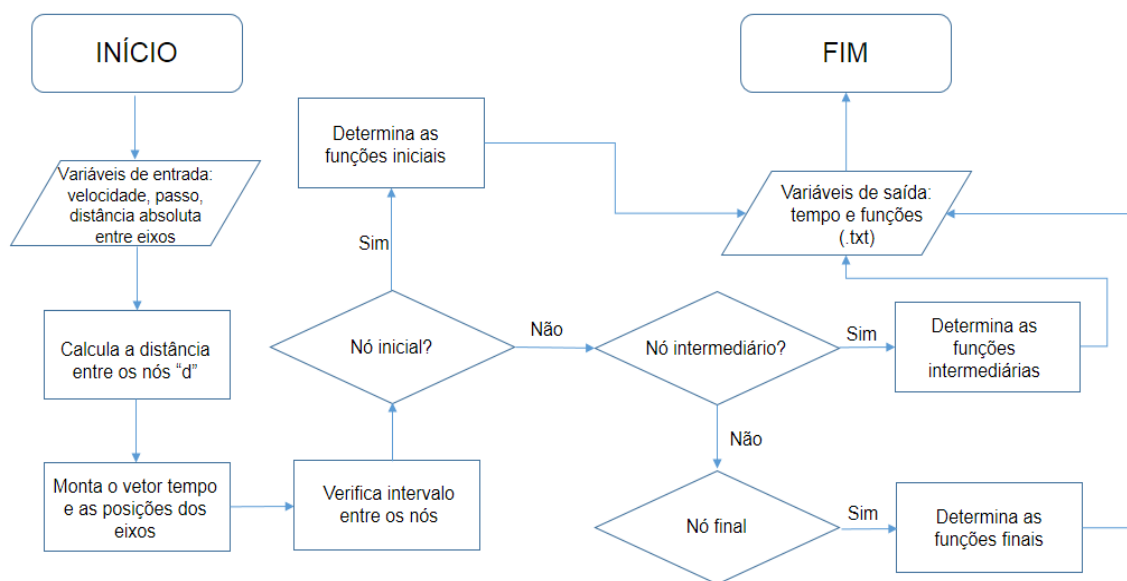 INÍCIO
Variáveis de entrada:
velocidade, passo,
distância absoluta
entre eixos
Calcula a distância
entre os nós “d”
Monta o vetor tempo
e as posições dos
eixos
Verifica intervalo
entre os nós
Nó inicial?
Sim
Determina as
funções iniciais
Não
Nó intermediário?
Sim
Determina as
funções
intermediárias
Não
Nó final
Sim
Determina as
funções finais
Variáveis de saída:
tempo e funções
(.txt)
FIM